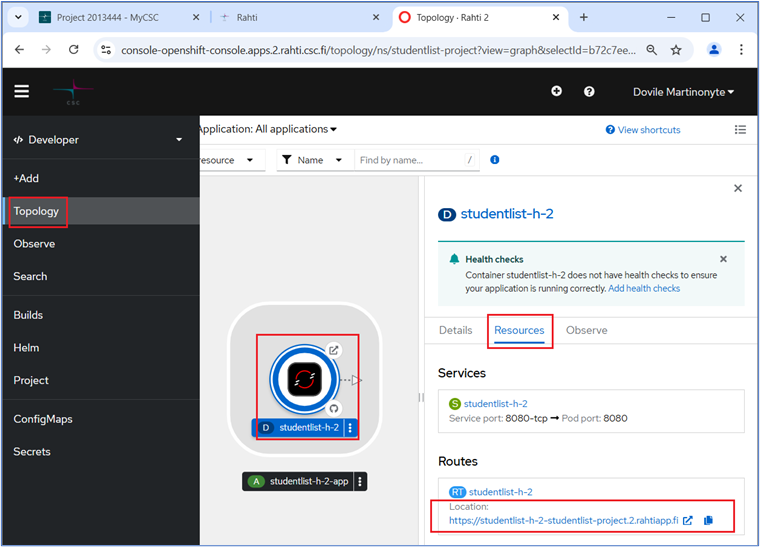 Project 2013444 - MyCSC
Rahti
Topology · Rahti 2
console-openshift-console.apps.2.rahti.csc.fi/topology/ns/studentlist-project?view=graph&selectId=b72c7ee...
CSC
Dovile Martinonyte
Developer
+Add
Topology
Observe
Search
Builds
Helm
Project
ConfigMaps
Secrets
Application: All applications
View shortcuts
esource
Name
Find by name...
/
D studentlist-h-2
A studentlist-h-2-app
D studentlist-h-2
Health checks
Container studentlist-h-2 does not have health checks to ensure
your application is running correctly. Add health checks
Details Resources Observe
Services
S studentlist-h-2
Service port: 8080-tcp → Pod port: 8080
Routes
RT studentlist-h-2
Location:
https://studentlist-h-2-studentlist-project.2.rahtiapp.fi